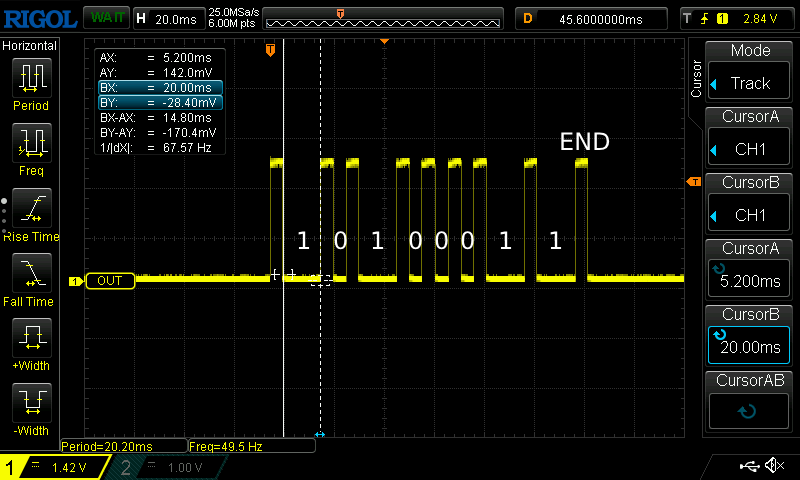 RIGOL WAIT H 20.0ms 25.0MSa/s 6.00M pts T D 45.6000000ms T 1 2.84 V
Horizontal
Period
Freq
Rise Time
Fall Time
+Width
-Width
AX: = 5.200ms
AY: = 142.0mV
BX: = 20.00ms
BY: = -28.40mV
BX-AX: = 14.80ms
BY-AY: = -170.4mV
1/|dX|: = 67.57 Hz
T
END
T
1 0 1 0 0 0 1 1
1 OUT
Period=20.20ms Freq=49.5 Hz
Cursor
Mode
Track
CursorA
CH1
CursorB
CH1
CursorA
5.200ms
CursorB
20.00ms
CursorAB
1 1.42 V 2 1.00 V